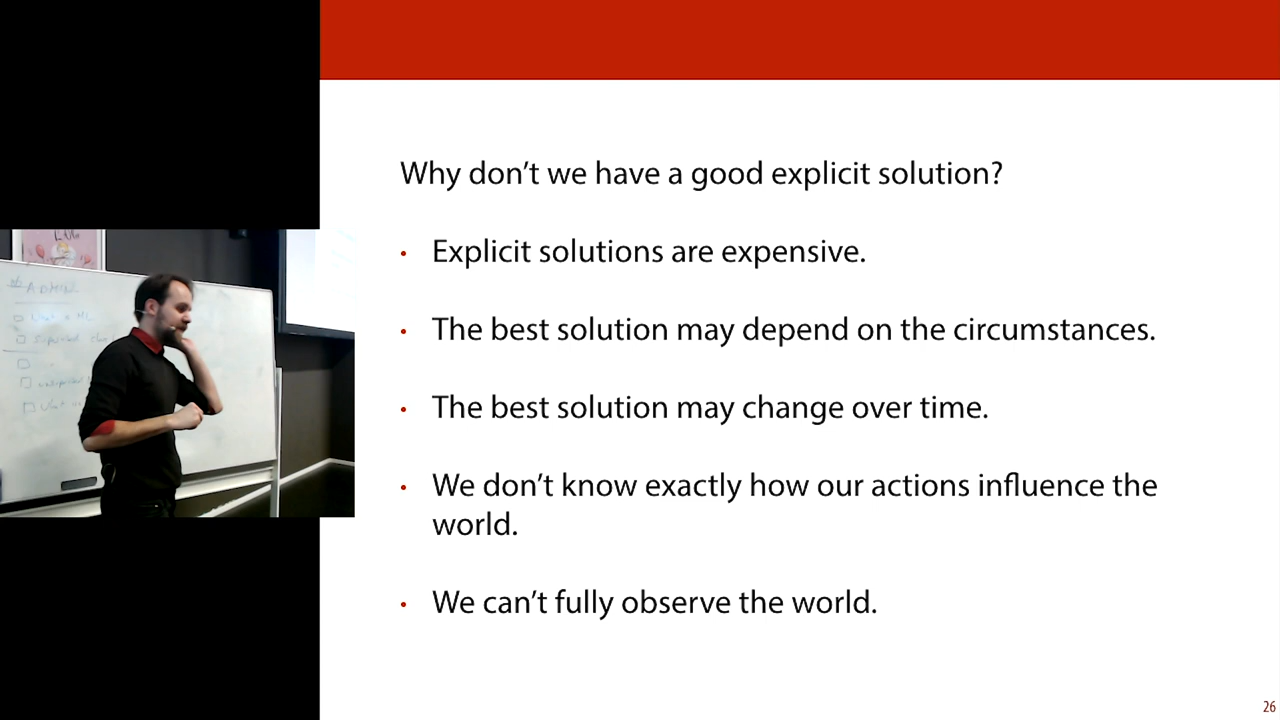 Why don't we have a good explicit solution?
• Explicit solutions are expensive.
• The best solution may depend on the circumstances.
• The best solution may change over time.
• We don't know exactly how our actions influence the
world.
• We can't fully observe the world.
ADMIN
26